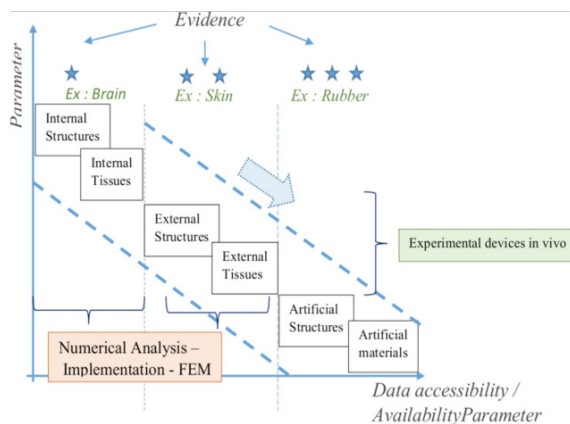 Evidence
Parameter
Ex : Brain
Ex : Skin
Ex : Rubber
Internal
Structures
Internal
Tissues
External
Structures
External
Tissues
Experimental devices in vivo
Artificial
Structures
Artificial
materials
Numerical Analysis –
Implementation - FEM
Data accessibility /
AvailabilityParameter